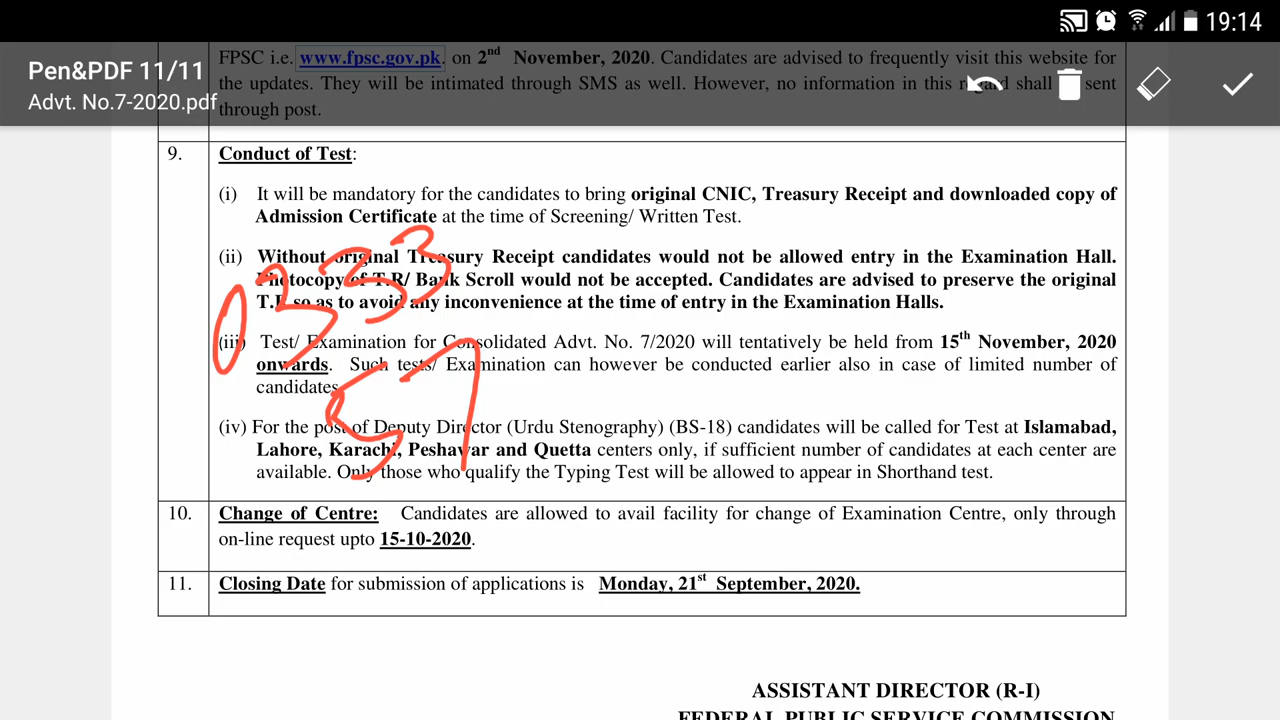 19:14
Pen&PDF 11/11
Advt. No.7-2020.pdf
FPSC i.e. www.fpsc.gov.pk. on 2nd November, 2020. Candidates are advised to frequently visit this website for
the updates. They will be intimated through SMS as well. However, no information in this regard shall sent
through post.
9. Conduct of Test:
(i) It will be mandatory for the candidates to bring original CNIC, Treasury Receipt and downloaded copy of
Admission Certificate at the time of Screening/ Written Test.
(ii) Without original Treasury Receipt candidates would not be allowed entry in the Examination Hall.
Photocopy of T.R/ Bank Scroll would not be accepted. Candidates are advised to preserve the original
T.R so as to avoid any inconvenience at the time of entry in the Examination Halls.
0333
(iii) Test/ Examination for Consolidated Advt. No. 7/2020 will tentatively be held from 15th November, 2020
onwards. Such tests/ Examination can however be conducted earlier also in case of limited number of
candidates
57
(iv) For the post of Deputy Director (Urdu Stenography) (BS-18) candidates will be called for Test at Islamabad,
Lahore, Karachi, Peshawar and Quetta centers only, if sufficient number of candidates at each center are
available. Only those who qualify the Typing Test will be allowed to appear in Shorthand test.
10. Change of Centre: Candidates are allowed to avail facility for change of Examination Centre, only through
on-line request upto 15-10-2020.
11. Closing Date for submission of applications is Monday, 21st September, 2020.
ASSISTANT DIRECTOR (R-I)
FEDERAL PUBLIC SERVICE COMMISSION